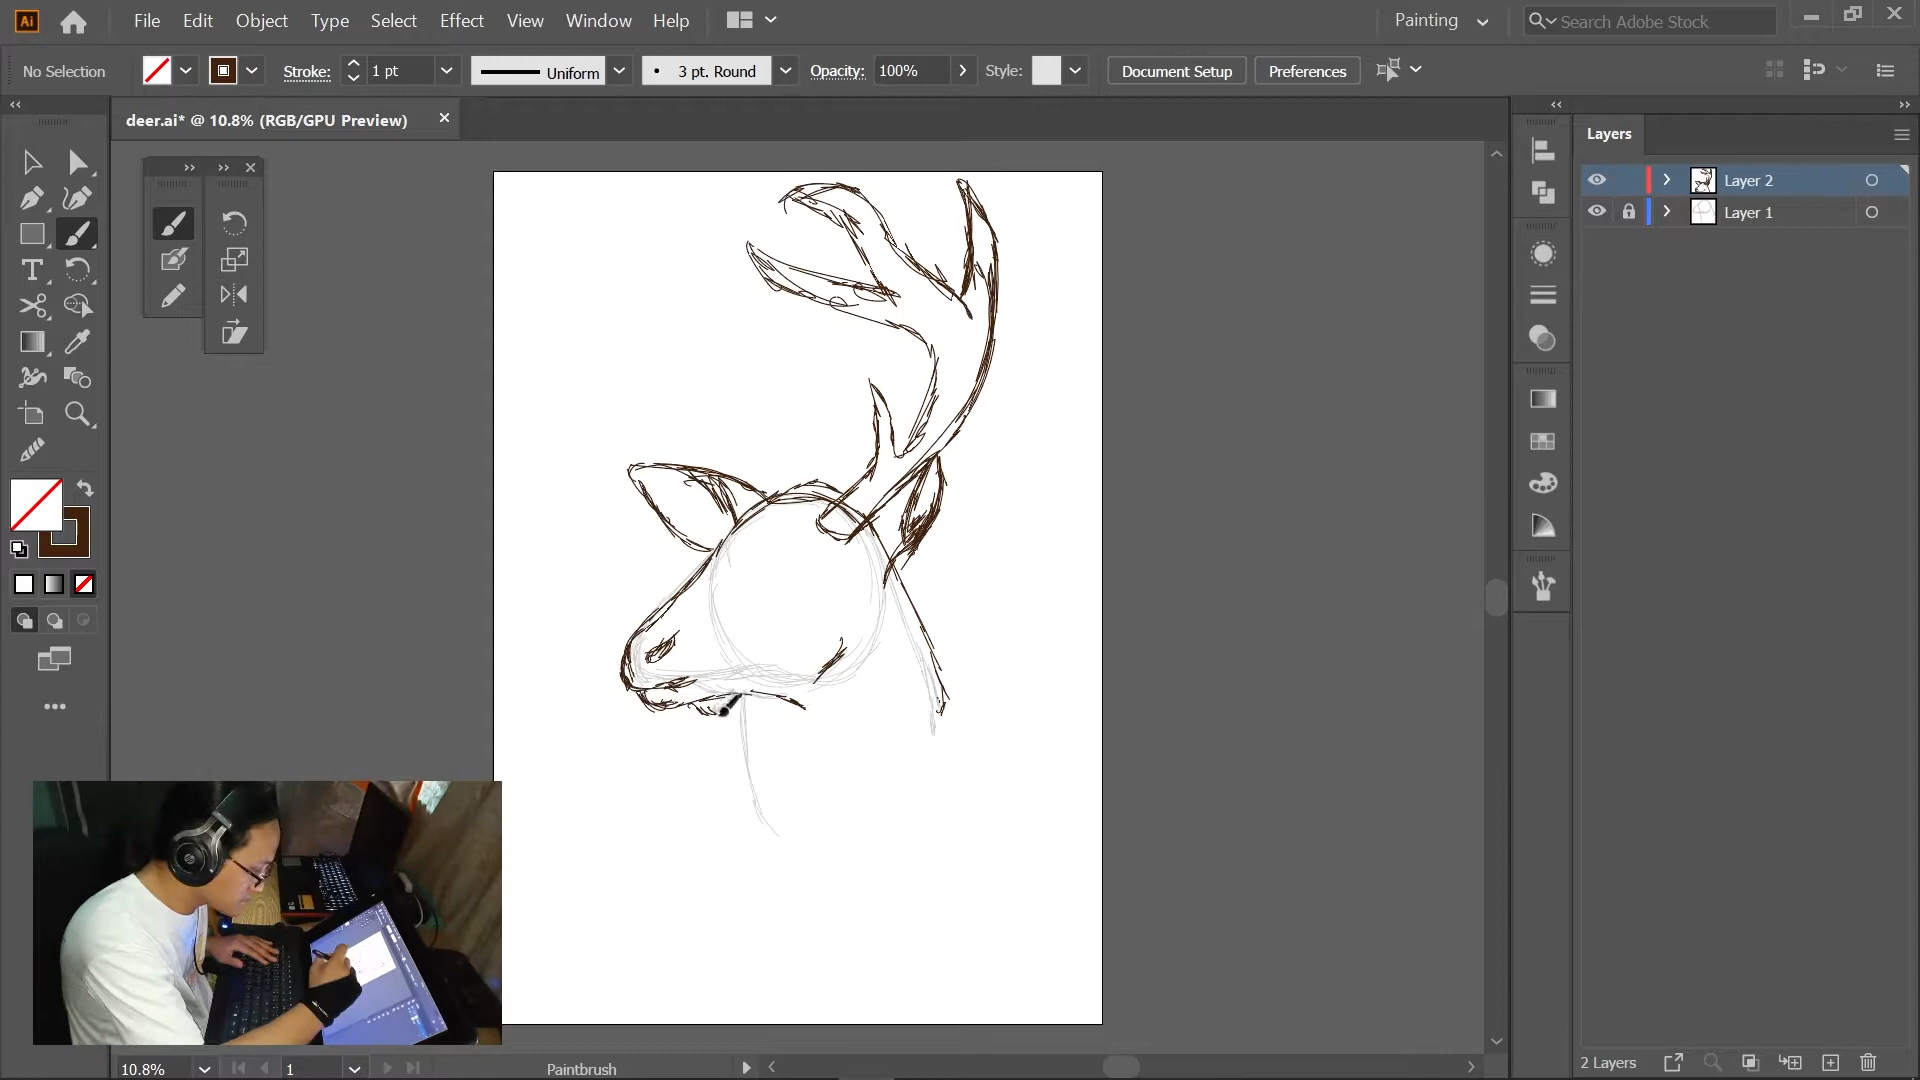 Ai File Edit Object Type Select Effect View Window Help Painting Search Adobe Stock
No Selection Stroke: 1 pt Uniform 3 pt. Round Opacity: 100% Style: Document Setup Preferences
deer.ai* @ 10.8% (RGB/GPU Preview)
Layers
Layer 2
Layer 1
10.8% 1 Paintbrush 2 Layers